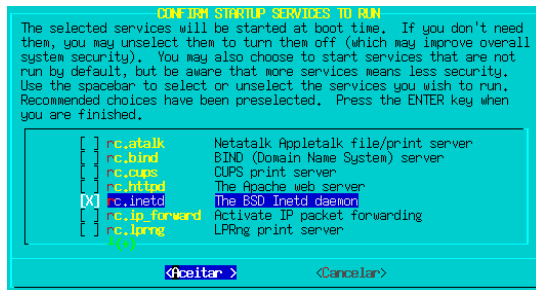 CONFIRM STARTUP SERVICES TO RUN
The selected services will be started at boot time.  If you don't need
them, you may unselect them to turn them off (which may improve overall
system security).  You may also choose to start services that are not
run by default, but be aware that more services means less security.
Use the spacebar to select or unselect the services you wish to run.
Recommended choices have been preselected.  Press the ENTER key when
you are finished.
[ ] rc.atalk Netatalk Appletalk file/print server
[ ] rc.bind BIND (Domain Name System) server
[ ] rc.cups CUPS print server
[ ] rc.httpd The Apache web server
[X] rc.inetd The BSD Inetd daemon
[ ] rc.ip_forward Activate IP packet forwarding
[ ] rc.lprng LPRng print server
(+)
<Aceitar > <Cancelar>